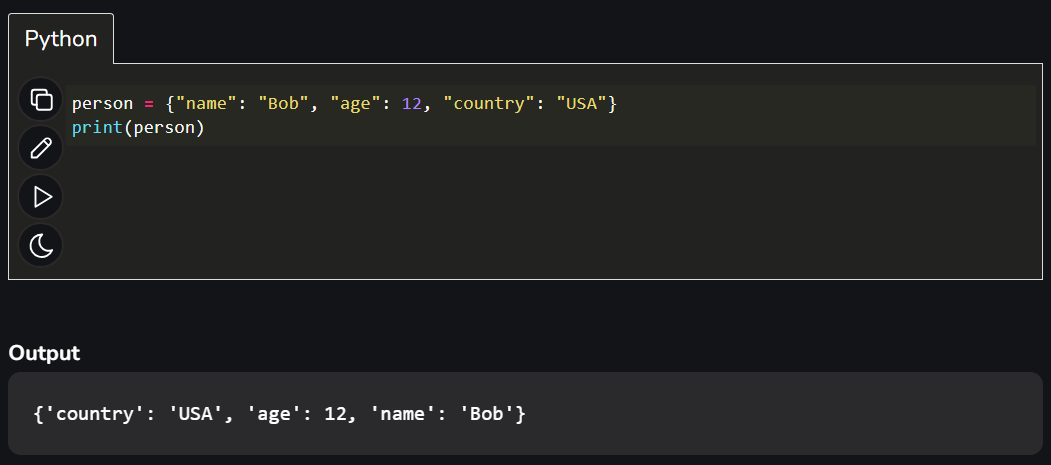 Python
person = {"name": "Bob", "age": 12, "country": "USA"}
print(person)
Output
{'country': 'USA', 'age': 12, 'name': 'Bob'}